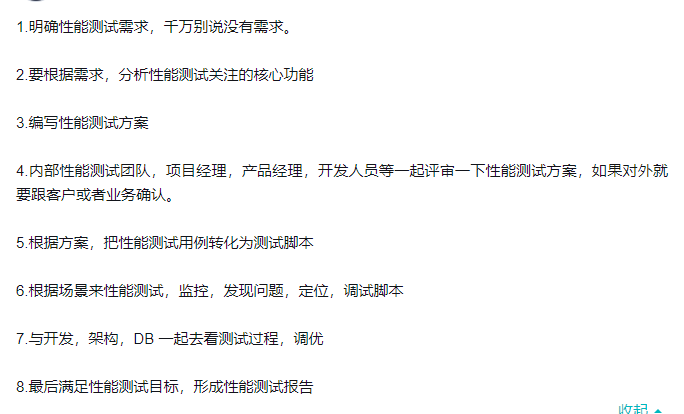 1.明确性能测试需求，千万别说没有需求。
2.要根据需求，分析性能测试关注的核心功能
3.编写性能测试方案
4.内部性能测试团队，项目经理，产品经理，开发人员等一起评审一下性能测试方案，如果对外就
要跟客户或者业务确认。
5.根据方案，把性能测试用例转化为测试脚本
6.根据场景来性能测试，监控，发现问题，定位，调试脚本
7.与开发，架构，DB 一起去看测试过程，调优
8.最后满足性能测试目标，形成性能测试报告
收起